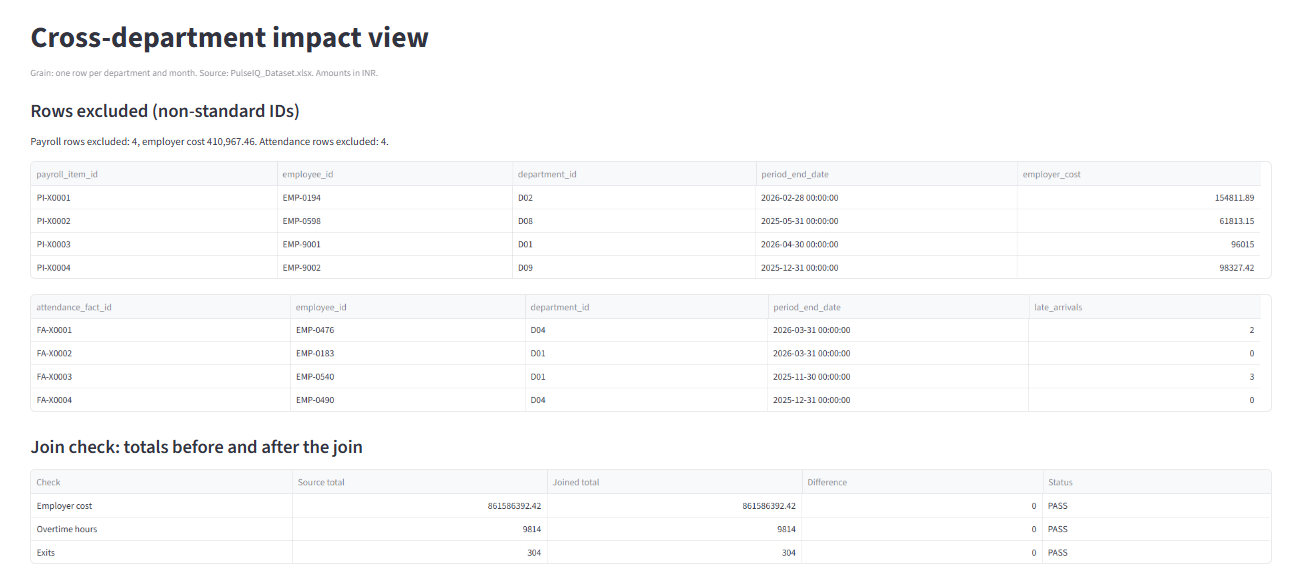 Cross-department impact view
Grain: one row per department and month. Source: PulseIQ_Dataset.xlsx. Amounts in INR.
Rows excluded (non-standard IDs)
Payroll rows excluded: 4, employer cost 410,967.46. Attendance rows excluded: 4.
payroll_item_id employee_id department_id period_end_date employer_cost
PI-X0001 EMP-0194 D02 2026-02-28 00:00:00 154811.89
PI-X0002 EMP-0598 D08 2025-05-31 00:00:00 61813.15
PI-X0003 EMP-9001 D01 2026-04-30 00:00:00 96015
PI-X0004 EMP-9002 D09 2025-12-31 00:00:00 98327.42
attendance_fact_id employee_id department_id period_end_date late_arrivals
FA-X0001 EMP-0476 D04 2026-03-31 00:00:00 2
FA-X0002 EMP-0183 D01 2026-03-31 00:00:00 0
FA-X0003 EMP-0540 D01 2025-11-30 00:00:00 3
FA-X0004 EMP-0490 D04 2025-12-31 00:00:00 0
Join check: totals before and after the join
Check Source total Joined total Difference Status
Employer cost 861586392.42 861586392.42 0 PASS
Overtime hours 9814 9814 0 PASS
Exits 304 304 0 PASS